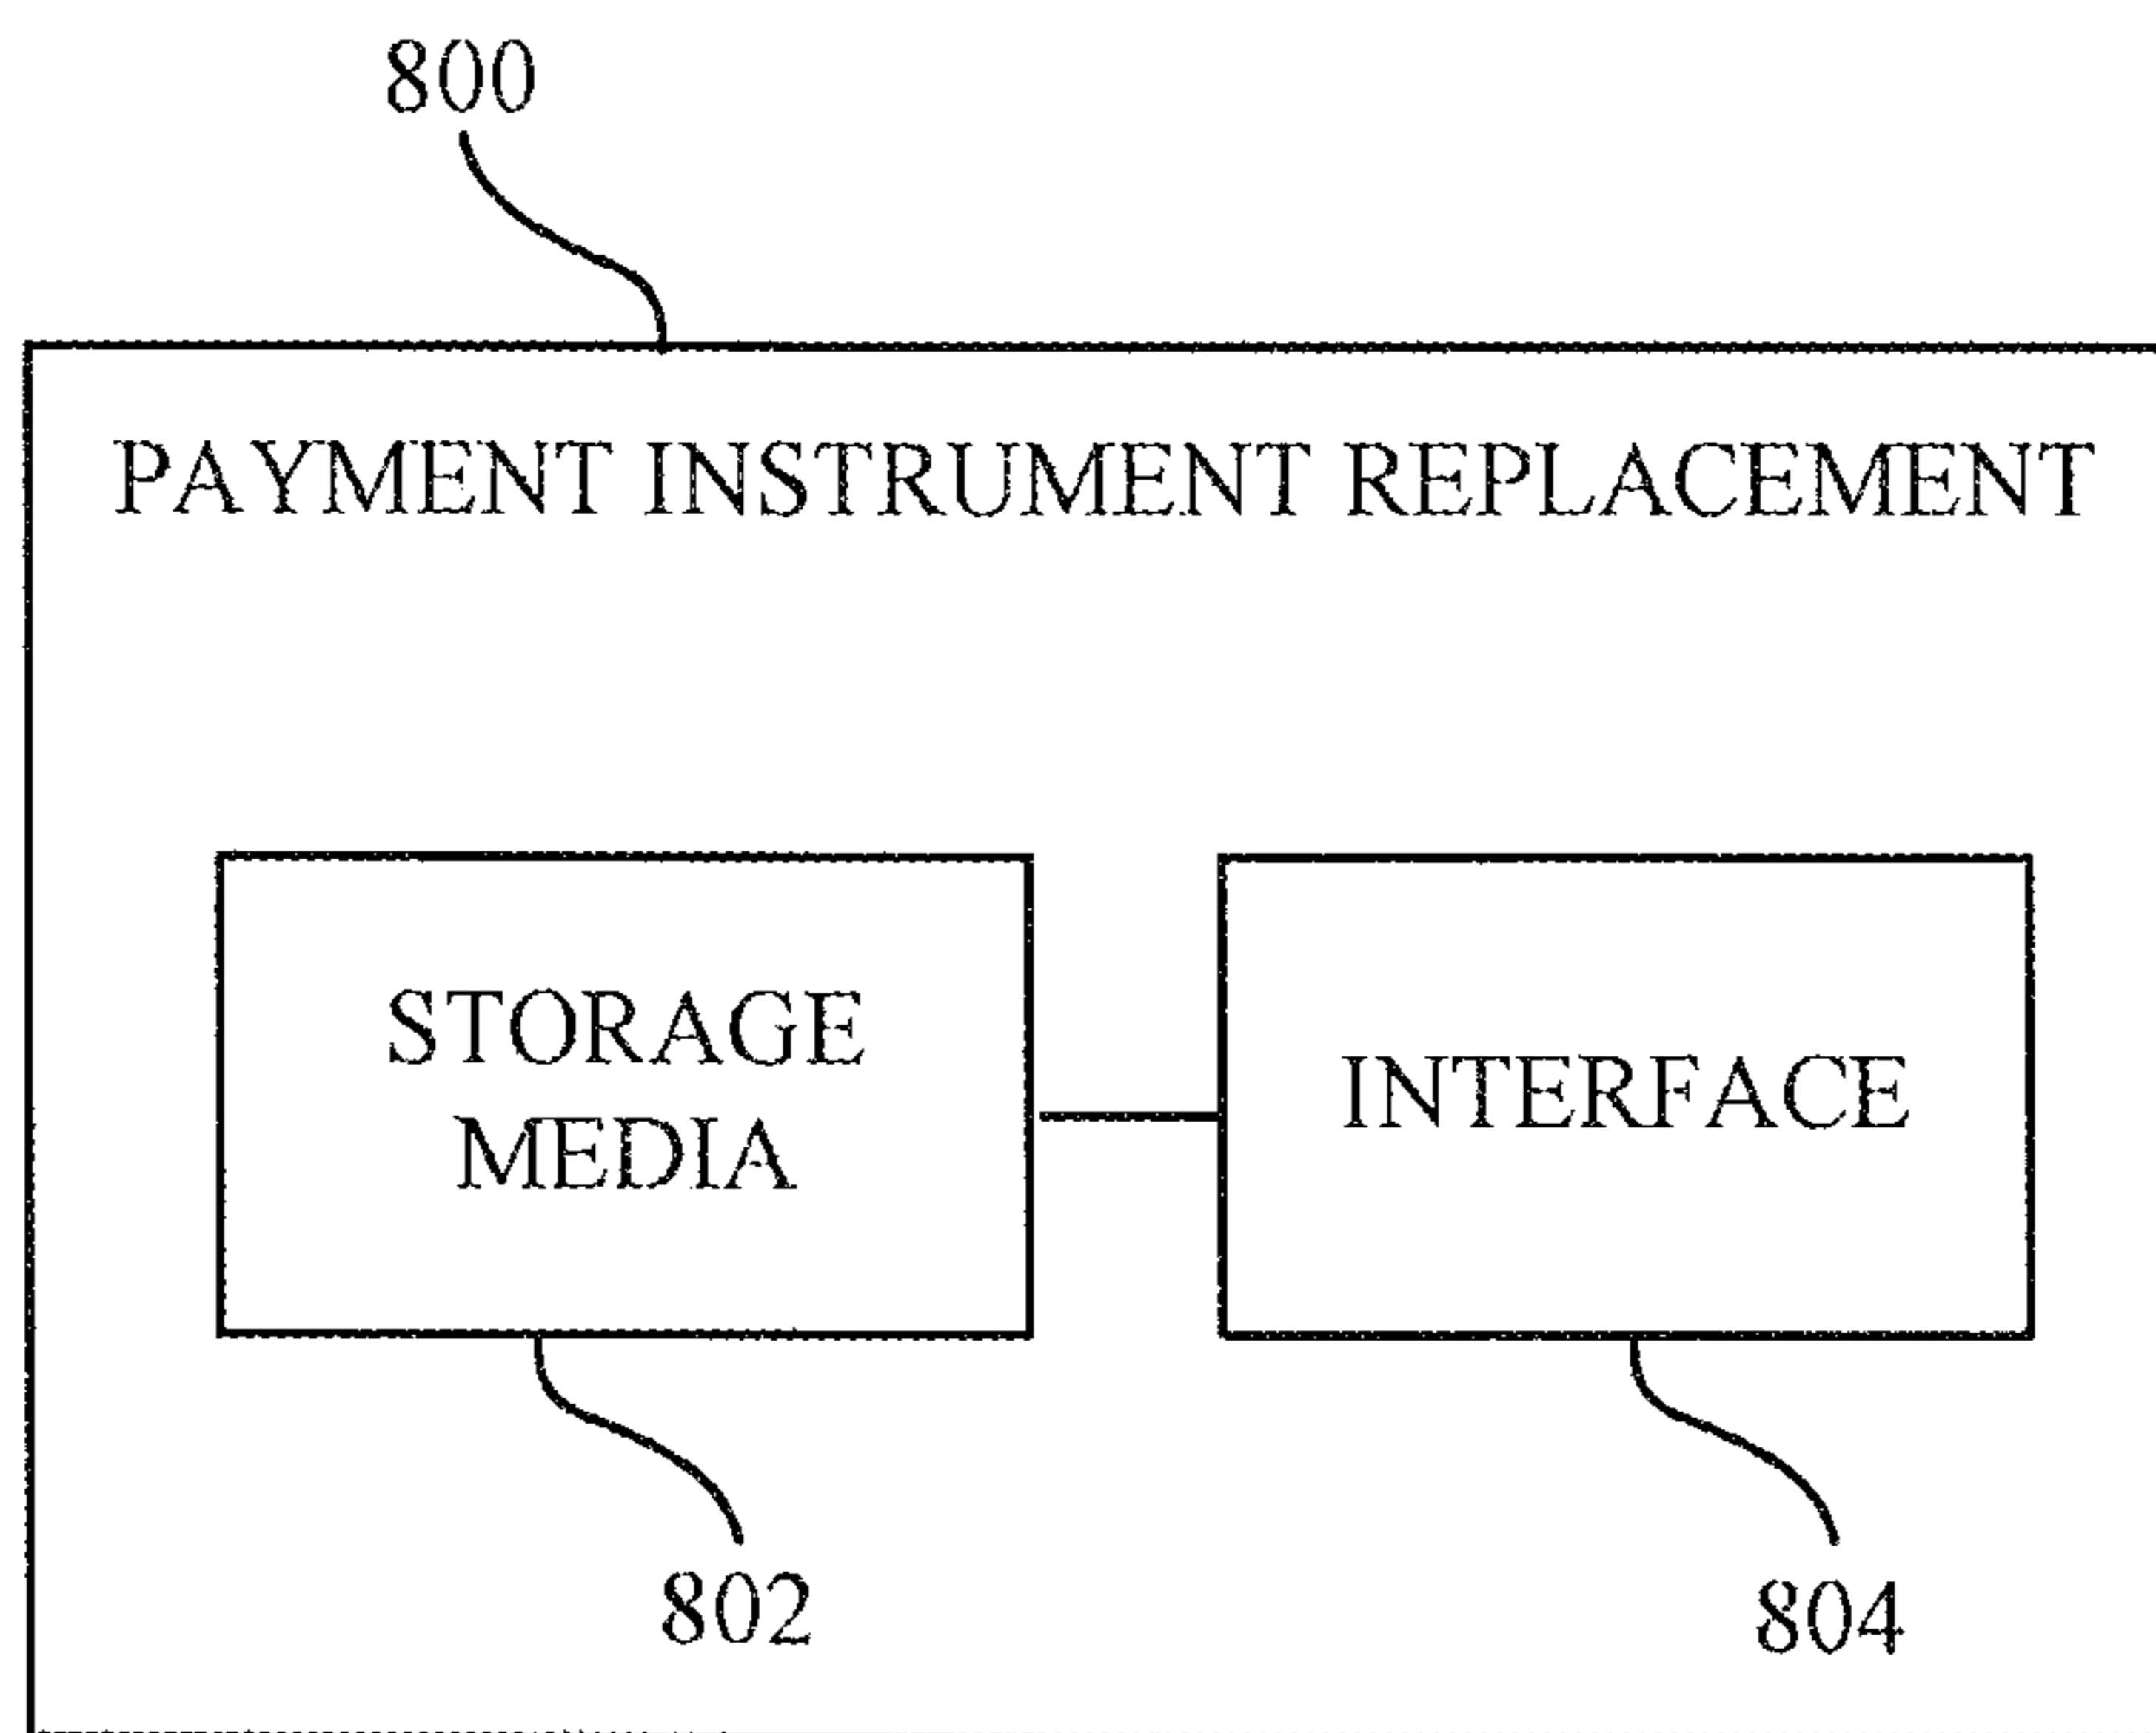 800
PAYMENT INSTRUMENT REPLACEMENT
STORAGE
MEDIA
INTERFACE
802
804